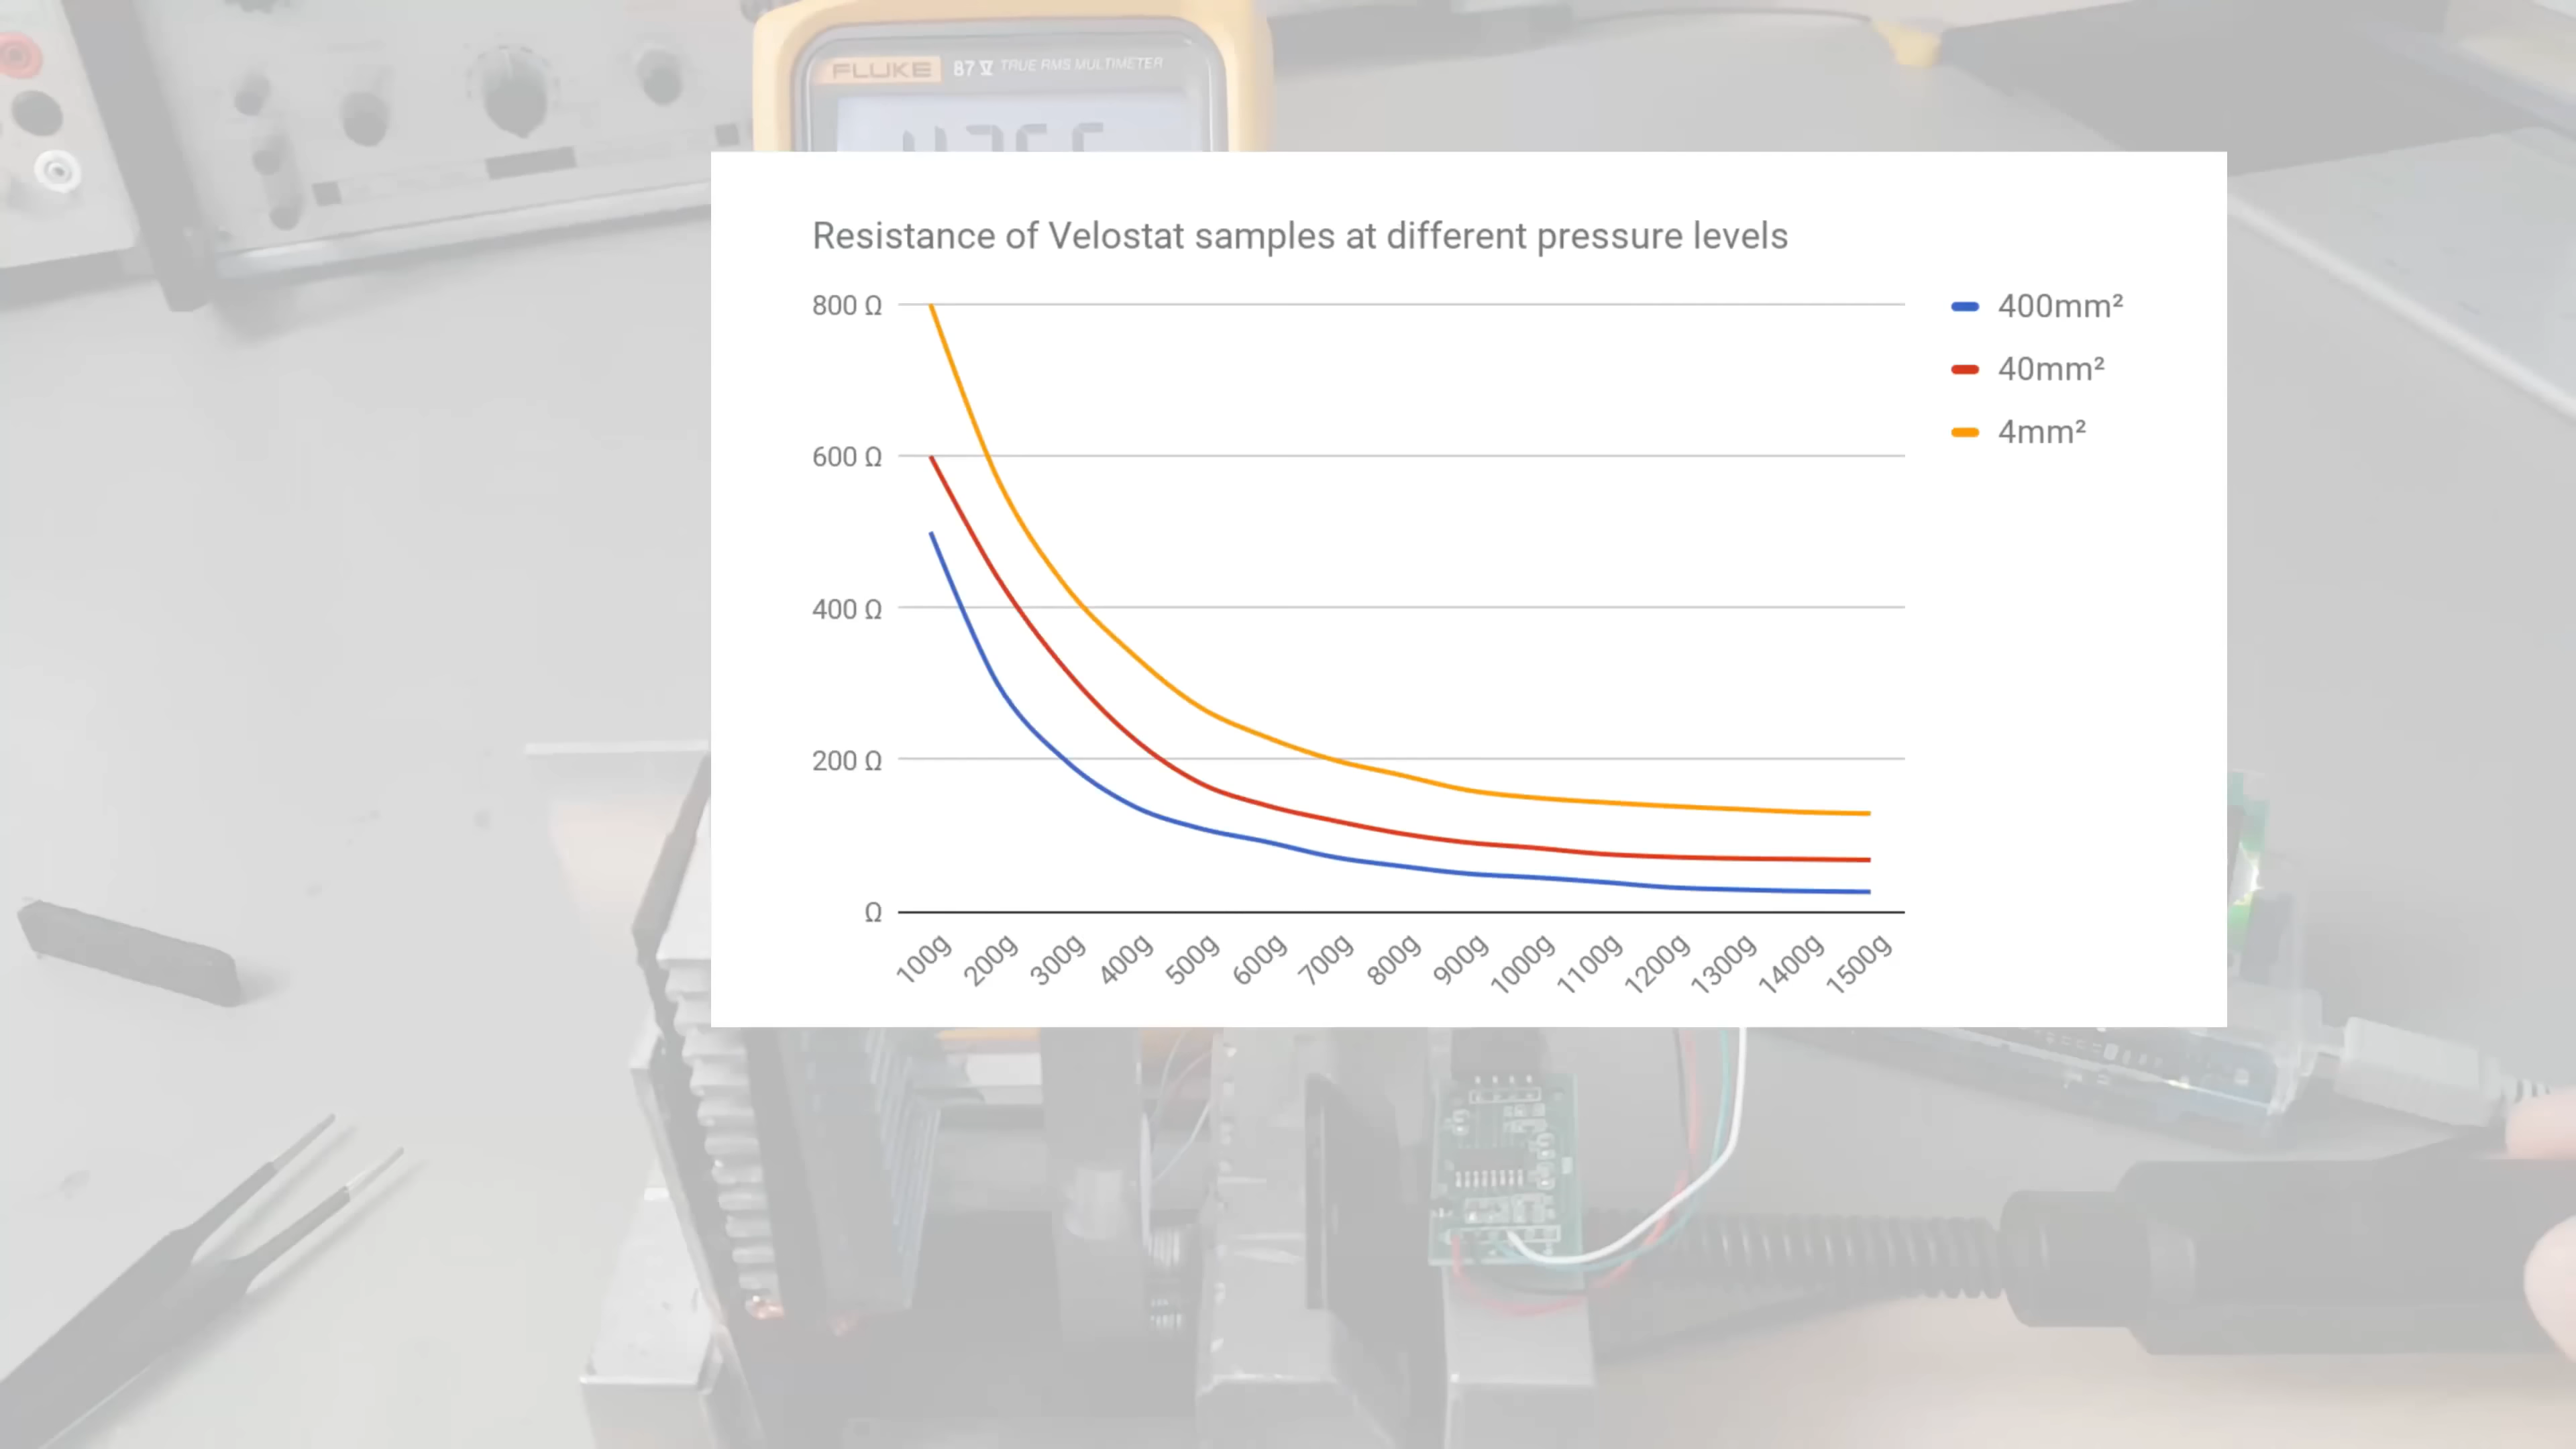 FLUKE 87 V TRUE RMS MULTIMETER
Resistance of Velostat samples at different pressure levels
800 Ω
600 Ω
400 Ω
200 Ω
Ω
100g
200g
300g
400g
500g
600g
700g
800g
900g
1000g
1100g
1200g
1300g
1400g
1500g
400mm²
40mm²
4mm²